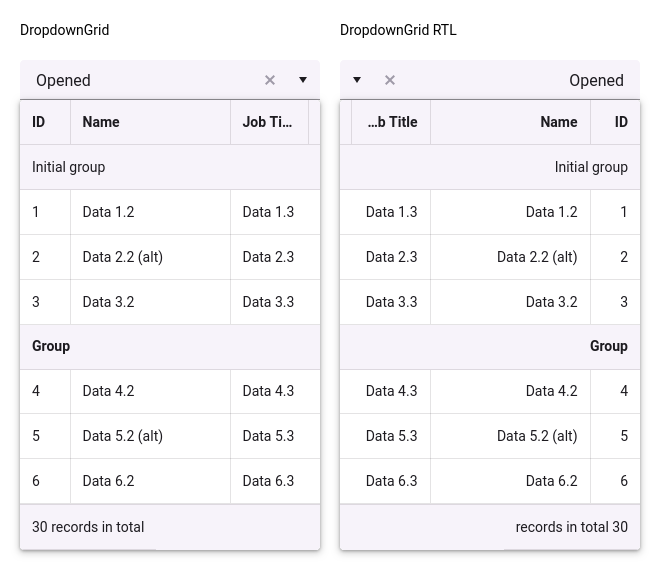 DropdownGrid
Opened
ID Name Job Ti...
Initial group
1 Data 1.2 Data 1.3
2 Data 2.2 (alt) Data 2.3
3 Data 3.2 Data 3.3
Group
4 Data 4.2 Data 4.3
5 Data 5.2 (alt) Data 5.3
6 Data 6.2 Data 6.3
30 records in total
DropdownGrid RTL
Opened
...b Title Name ID
Initial group
Data 1.3 Data 1.2 1
Data 2.3 Data 2.2 (alt) 2
Data 3.3 Data 3.2 3
Group
Data 4.3 Data 4.2 4
Data 5.3 Data 5.2 (alt) 5
Data 6.3 Data 6.2 6
records in total 30